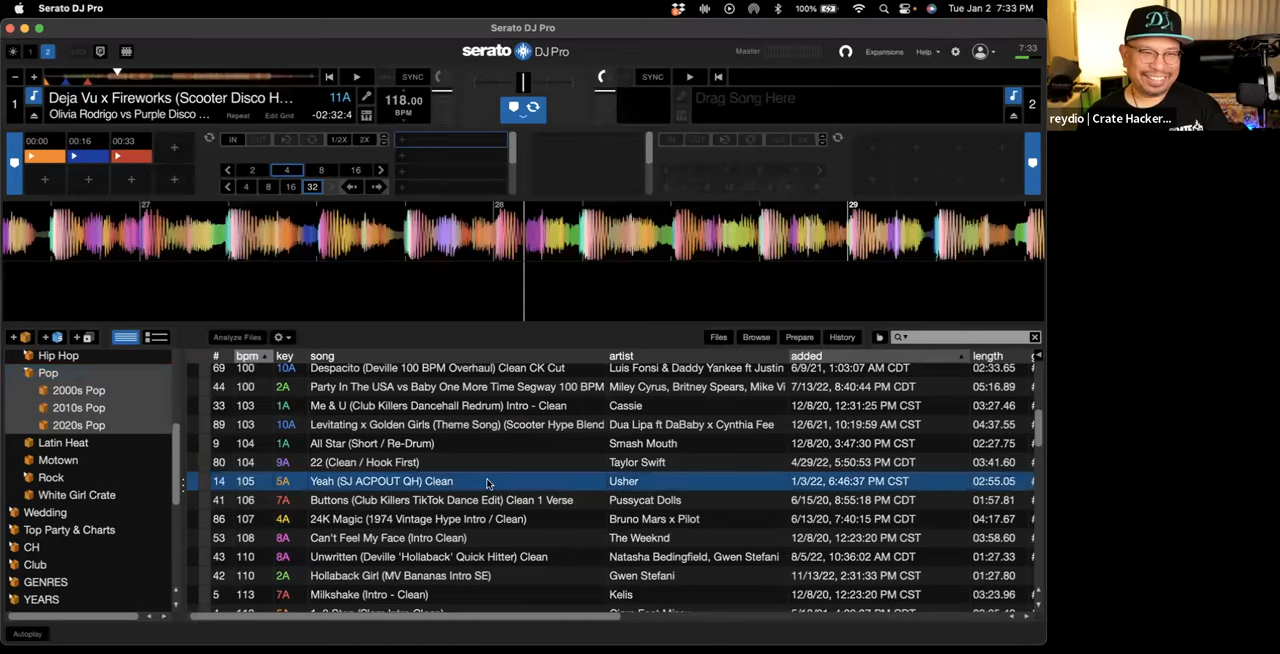 Serato DJ Pro
100%
Tue Jan 2 7:33 PM
Serato DJ Pro
1 2
serato DJ Pro
Master
Expansions
Help
7:33
SYNC
SYNC
1
Deja Vu x Fireworks (Scooter Disco H...
11A
118.00
BPM
Drag Song Here
2
Olivia Rodrigo vs Purple Disco ...
Repeat
Edit Grid
-02:32:4
00:00 00:16 00:33
IN OUT 1/2X 2X
IN OUT 1/2X 2X
2 4 8 16
4 8 16 32
27 28 29
reydio | Crate Hacker...
Analyze Files
Files Browse Prepare History
# bpm key song artist added length
Hip Hop
Pop
2000s Pop
2010s Pop
2020s Pop
Latin Heat
Motown
Rock
White Girl Crate
Wedding
Top Party & Charts
CH
Club
GENRES
YEARS
69 100 10A Despacito (Deville 100 BPM Overhaul) Clean CK Cut Luis Fonsi & Daddy Yankee ft Justin 6/9/21, 1:03:07 AM CDT 02:33.65
44 100 2A Party In The USA vs Baby One More Time Segway 100 BPM Miley Cyrus, Britney Spears, Mike Vi 7/13/22, 8:40:44 PM CDT 05:16.89
33 103 1A Me & U (Club Killers Dancehall Redrum) Intro - Clean Cassie 12/8/20, 12:31:25 PM CST 03:27.46
89 103 10A Levitating x Golden Girls (Theme Song) (Scooter Hype Blend Dua Lipa ft DaBaby x Cynthia Fee 12/6/21, 10:19:59 AM CST 04:37.55
9 104 1A All Star (Short / Re-Drum) Smash Mouth 12/8/20, 3:47:30 PM CST 02:27.75
80 104 9A 22 (Clean / Hook First) Taylor Swift 4/29/22, 5:50:53 PM CDT 03:41.60
14 105 5A Yeah (SJ ACPOUT QH) Clean Usher 1/3/22, 6:46:37 PM CST 02:55.05
41 106 7A Buttons (Club Killers TikTok Dance Edit) Clean 1 Verse Pussycat Dolls 6/15/20, 8:55:18 PM CDT 01:57.81
86 107 4A 24K Magic (1974 Vintage Hype Intro / Clean) Bruno Mars x Pilot 6/13/20, 7:40:15 PM CDT 04:17.67
53 108 8A Can't Feel My Face (Intro Clean) The Weeknd 12/8/20, 12:23:20 PM CST 03:58.60
43 110 8A Unwritten (Deville 'Hollaback' Quick Hitter) Clean Natasha Bedingfield, Gwen Stefani 8/5/22, 10:36:02 AM CDT 01:27.33
42 110 2A Hollaback Girl (MV Bananas Intro SE) Gwen Stefani 11/13/22, 2:31:33 PM CST 01:27.80
5 113 7A Milkshake (Intro - Clean) Kelis 12/8/20, 12:23:20 PM CST 03:23.96
Autoplay